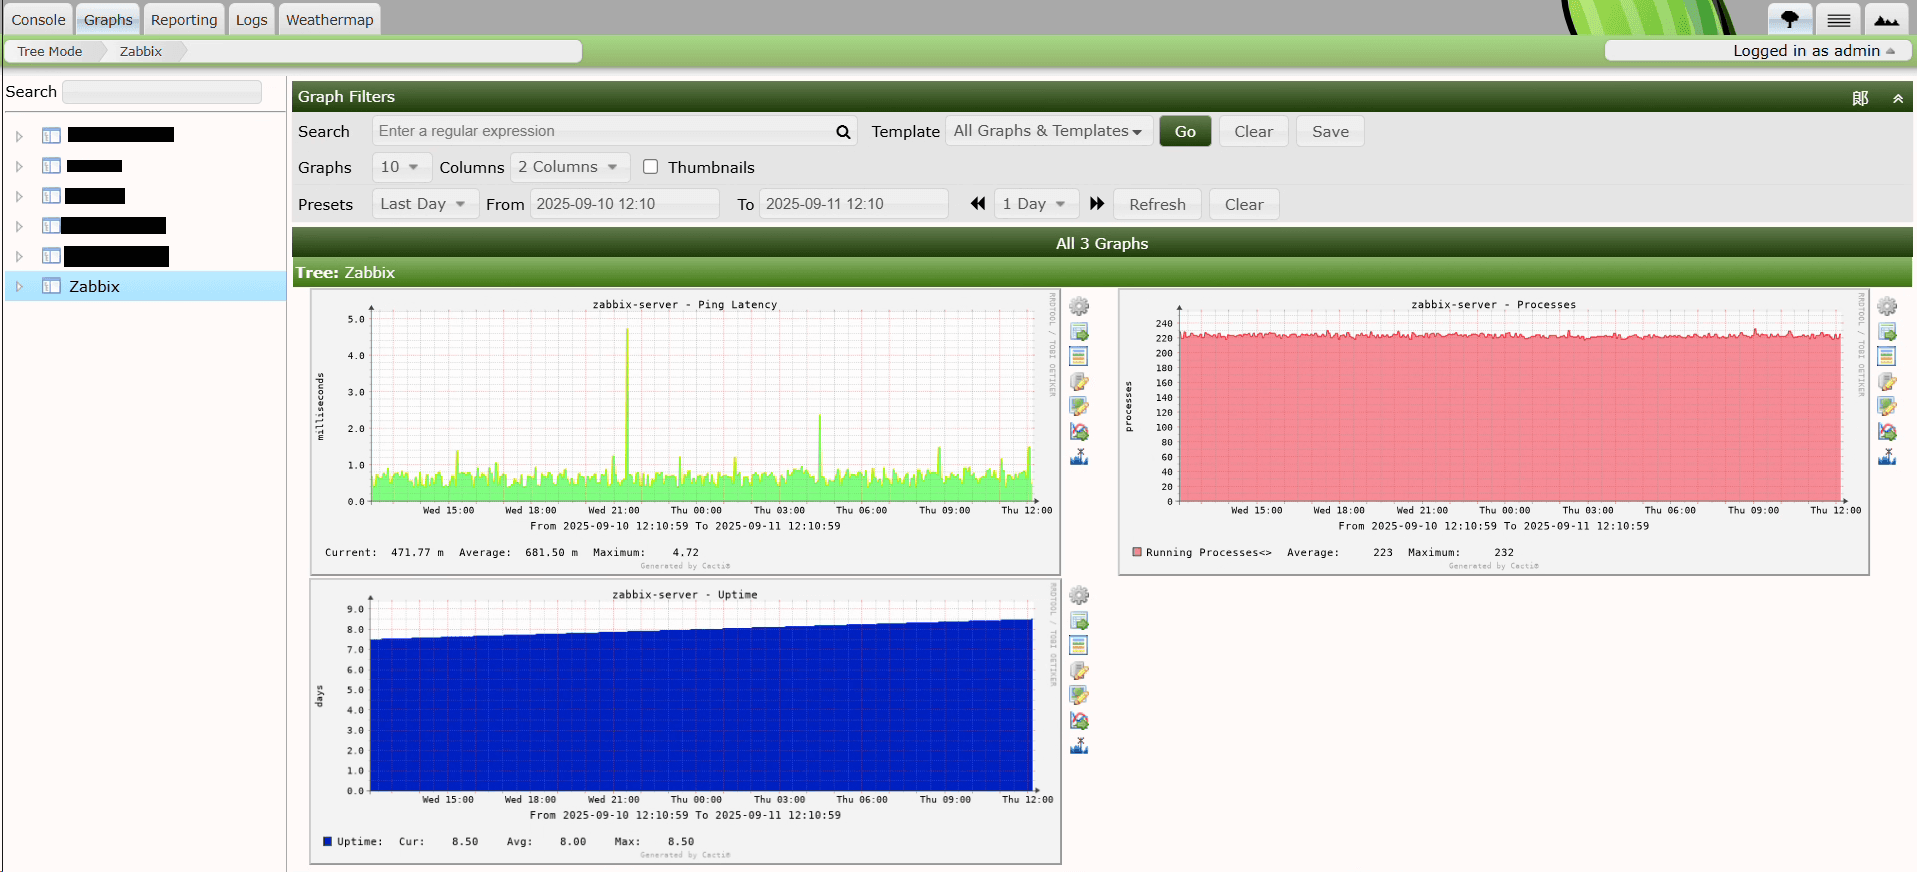 Console Graphs Reporting Logs Weathermap
Tree Mode Zabbix
Logged in as admin
Search
Zabbix
Graph Filters
Search Enter a regular expression Template All Graphs & Templates Go Clear Save
Graphs 10 Columns 2 Columns Thumbnails
Presets Last Day From 2025-09-10 12:10 To 2025-09-11 12:10 1 Day Refresh Clear
All 3 Graphs
Tree: Zabbix
zabbix-server - Ping Latency
RRDTOOL / TOBI OETIKER
milliseconds
5.0
4.0
3.0
2.0
1.0
0.0
Wed 15:00 Wed 18:00 Wed 21:00 Thu 00:00 Thu 03:00 Thu 06:00 Thu 09:00 Thu 12:00
From 2025-09-10 12:10:59 To 2025-09-11 12:10:59
Current: 471.77 m Average: 681.50 m Maximum: 4.72
Generated by Cacti®
zabbix-server - Processes
RRDTOOL / TOBI OETIKER
processes
240
220
200
180
160
140
120
100
80
60
40
20
0
Wed 15:00 Wed 18:00 Wed 21:00 Thu 00:00 Thu 03:00 Thu 06:00 Thu 09:00 Thu 12:00
From 2025-09-10 12:10:59 To 2025-09-11 12:10:59
Running Processes<> Average: 223 Maximum: 232
Generated by Cacti®
zabbix-server - Uptime
RRDTOOL / TOBI OETIKER
days
9.0
8.0
7.0
6.0
5.0
4.0
3.0
2.0
1.0
0.0
Wed 15:00 Wed 18:00 Wed 21:00 Thu 00:00 Thu 03:00 Thu 06:00 Thu 09:00 Thu 12:00
From 2025-09-10 12:10:59 To 2025-09-11 12:10:59
Uptime: Cur: 8.50 Avg: 8.00 Max: 8.50
Generated by Cacti®